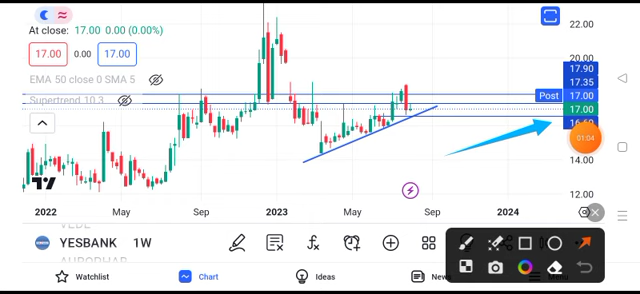 At close: 17.00 0.00 (0.00%)
17.00 0.00 17.00
EMA 50 close 0 SMA 5
Supertrend 10 3
22.00
20.00
17.90
17.35
Post 17.00
17.00
01:04
14.00
12.00
2022 May Sep 2023 May Sep 2024
YESBANK 1W
Watchlist Chart Ideas News